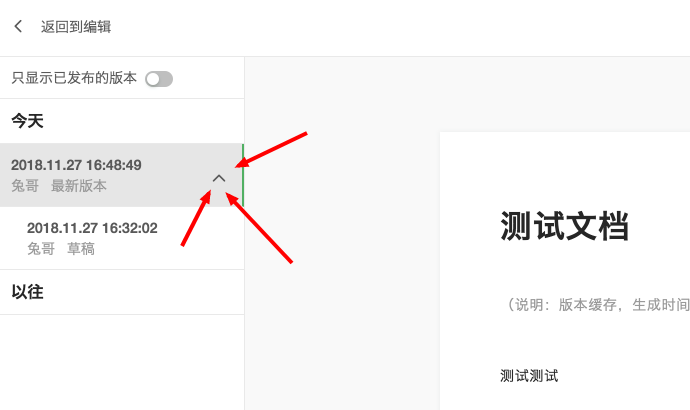 返回到编辑
只显示已发布的版本
今天
2018.11.27 16:48:49
兔哥 最新版本
2018.11.27 16:32:02
兔哥 草稿
以往
测试文档
（说明：版本缓存，生成时间
测试测试